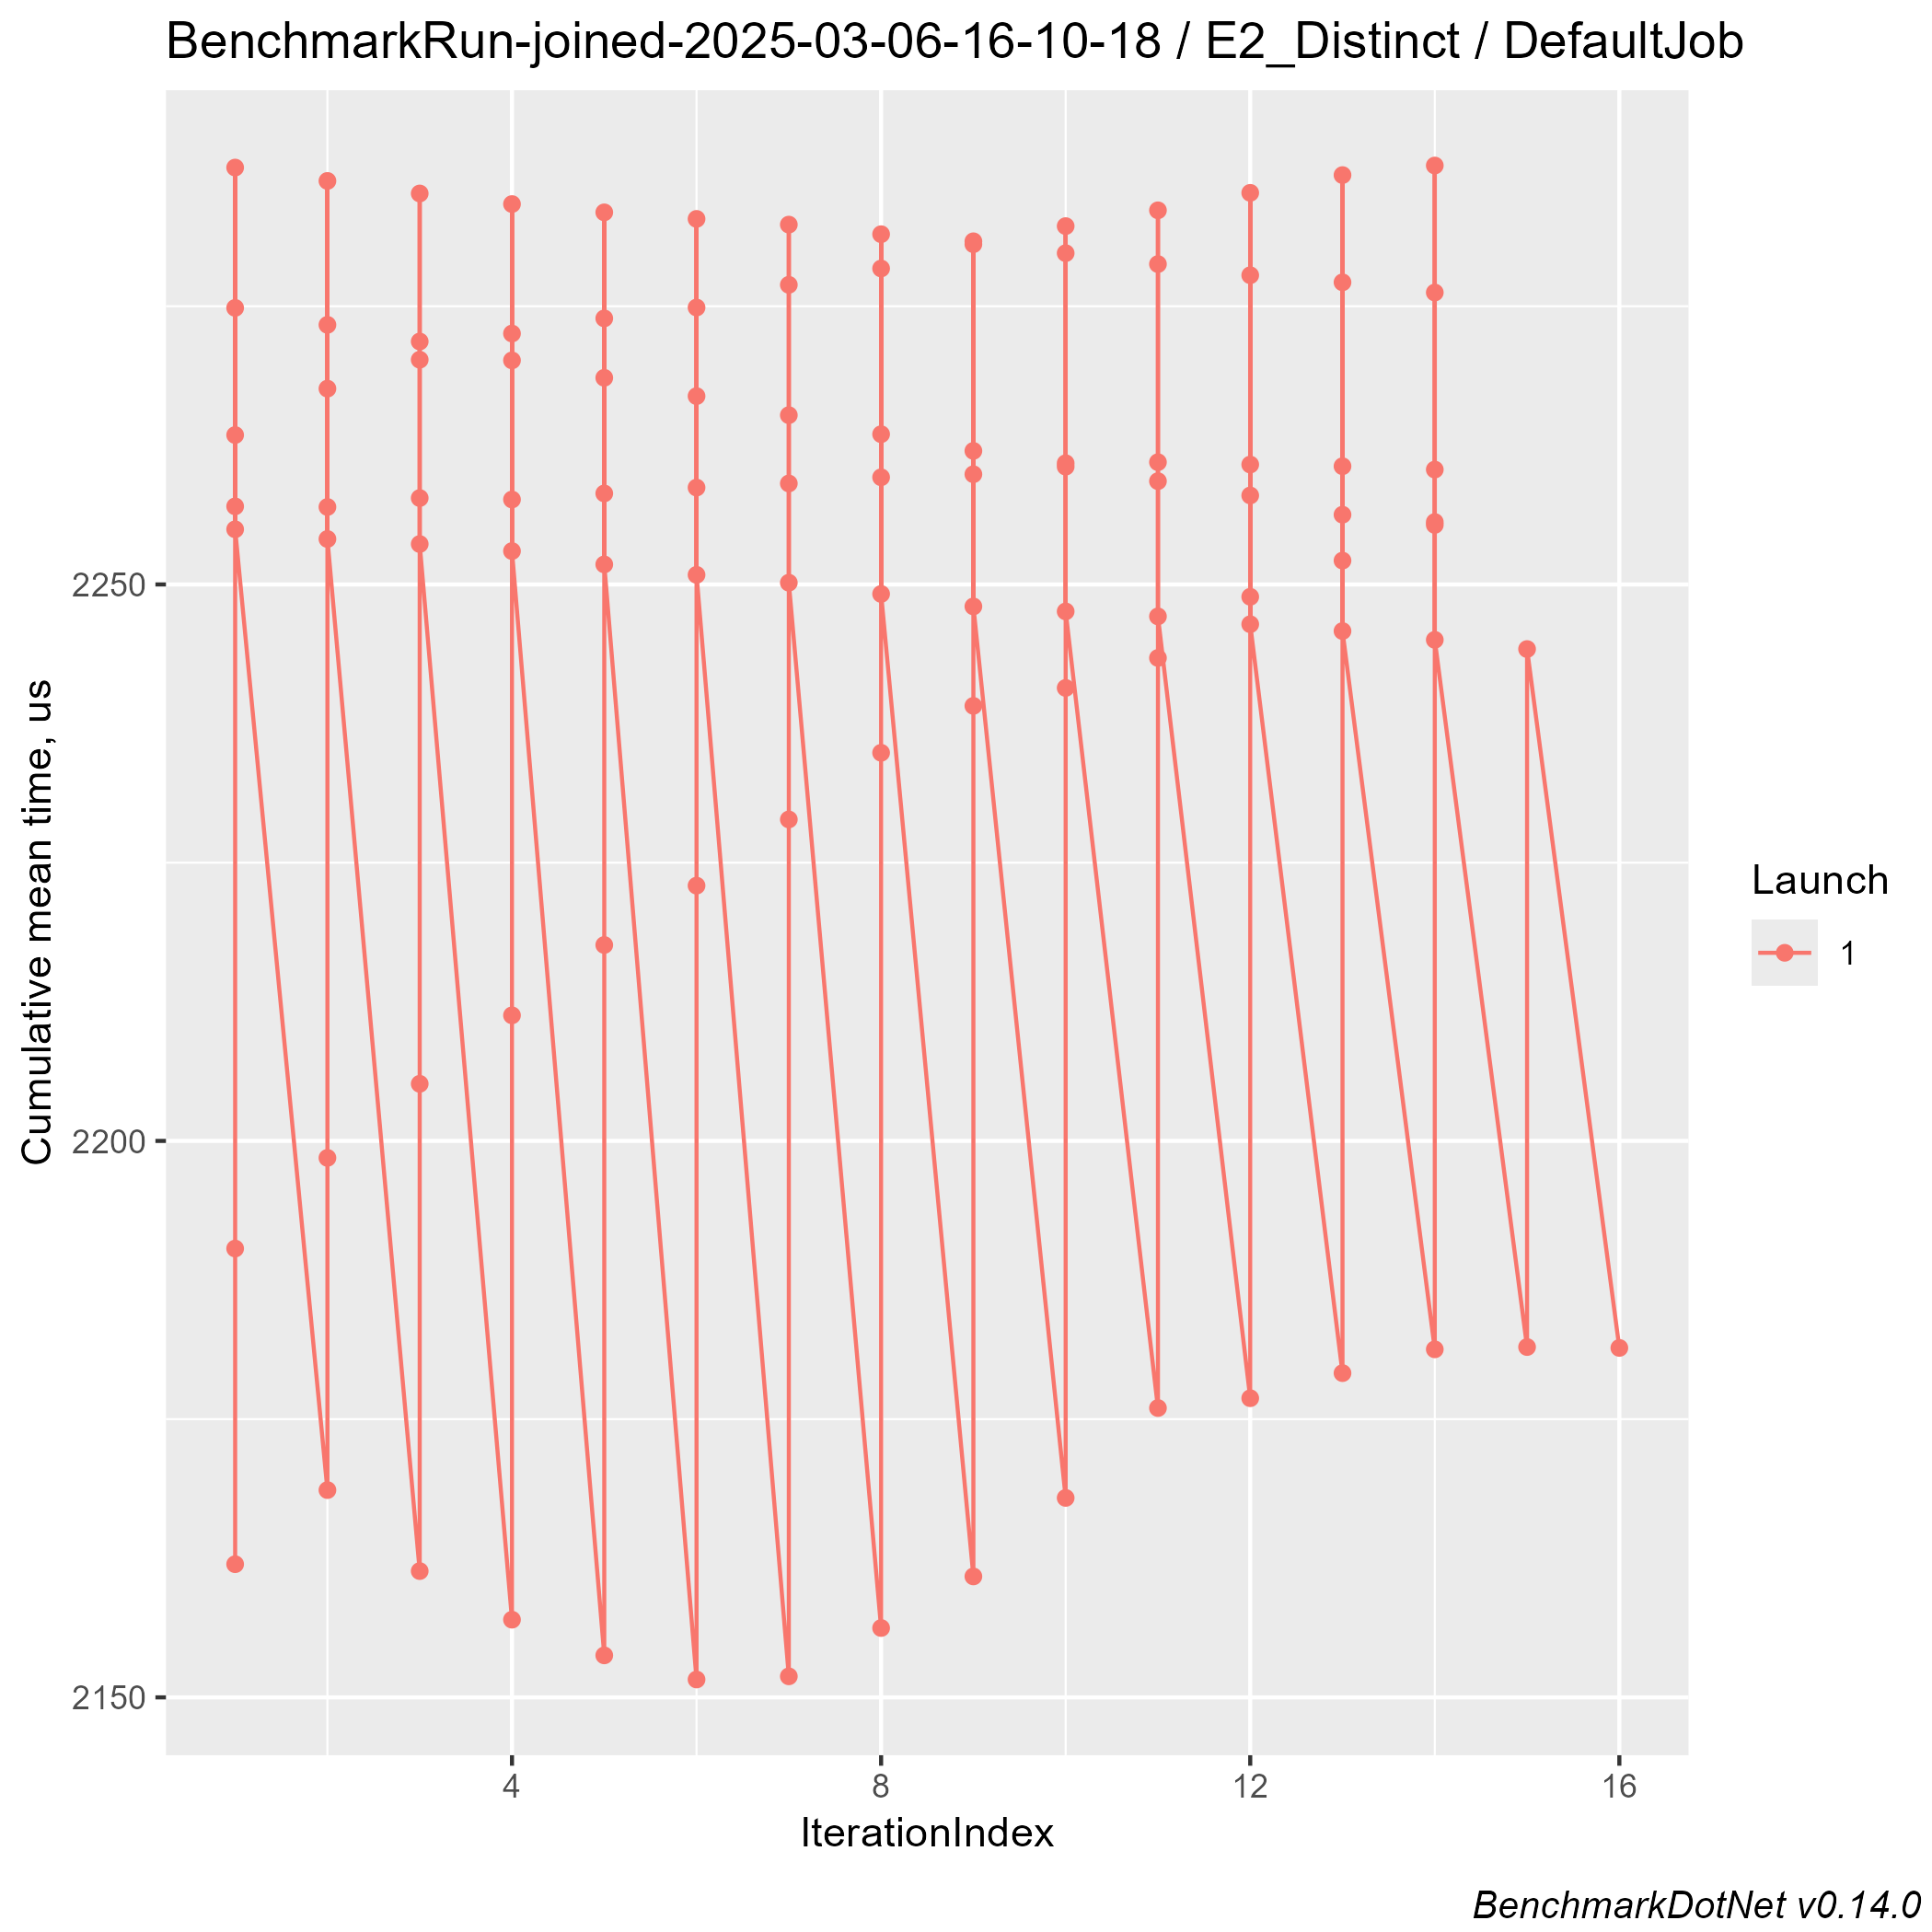 BenchmarkRun-joined-2025-03-06-16-10-18 / E2_Distinct / DefaultJob
Cumulative mean time, us
2250
2200
2150
4
8
12
16
IterationIndex
Launch
1
BenchmarkDotNet v0.14.0